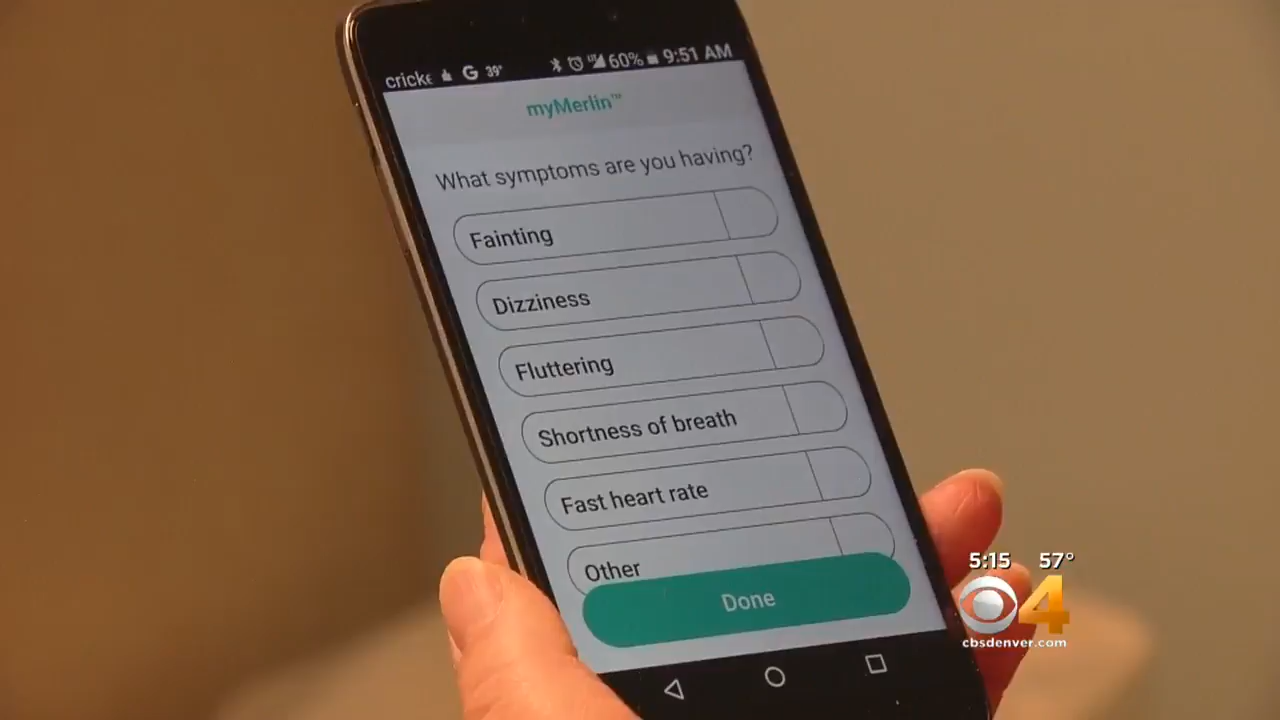 cricke G 39° 60% 9:51 AM
myMerlin™
What symptoms are you having?
Fainting
Dizziness
Fluttering
Shortness of breath
Fast heart rate
Other
Done
5:15 57°
4
cbsdenver.com